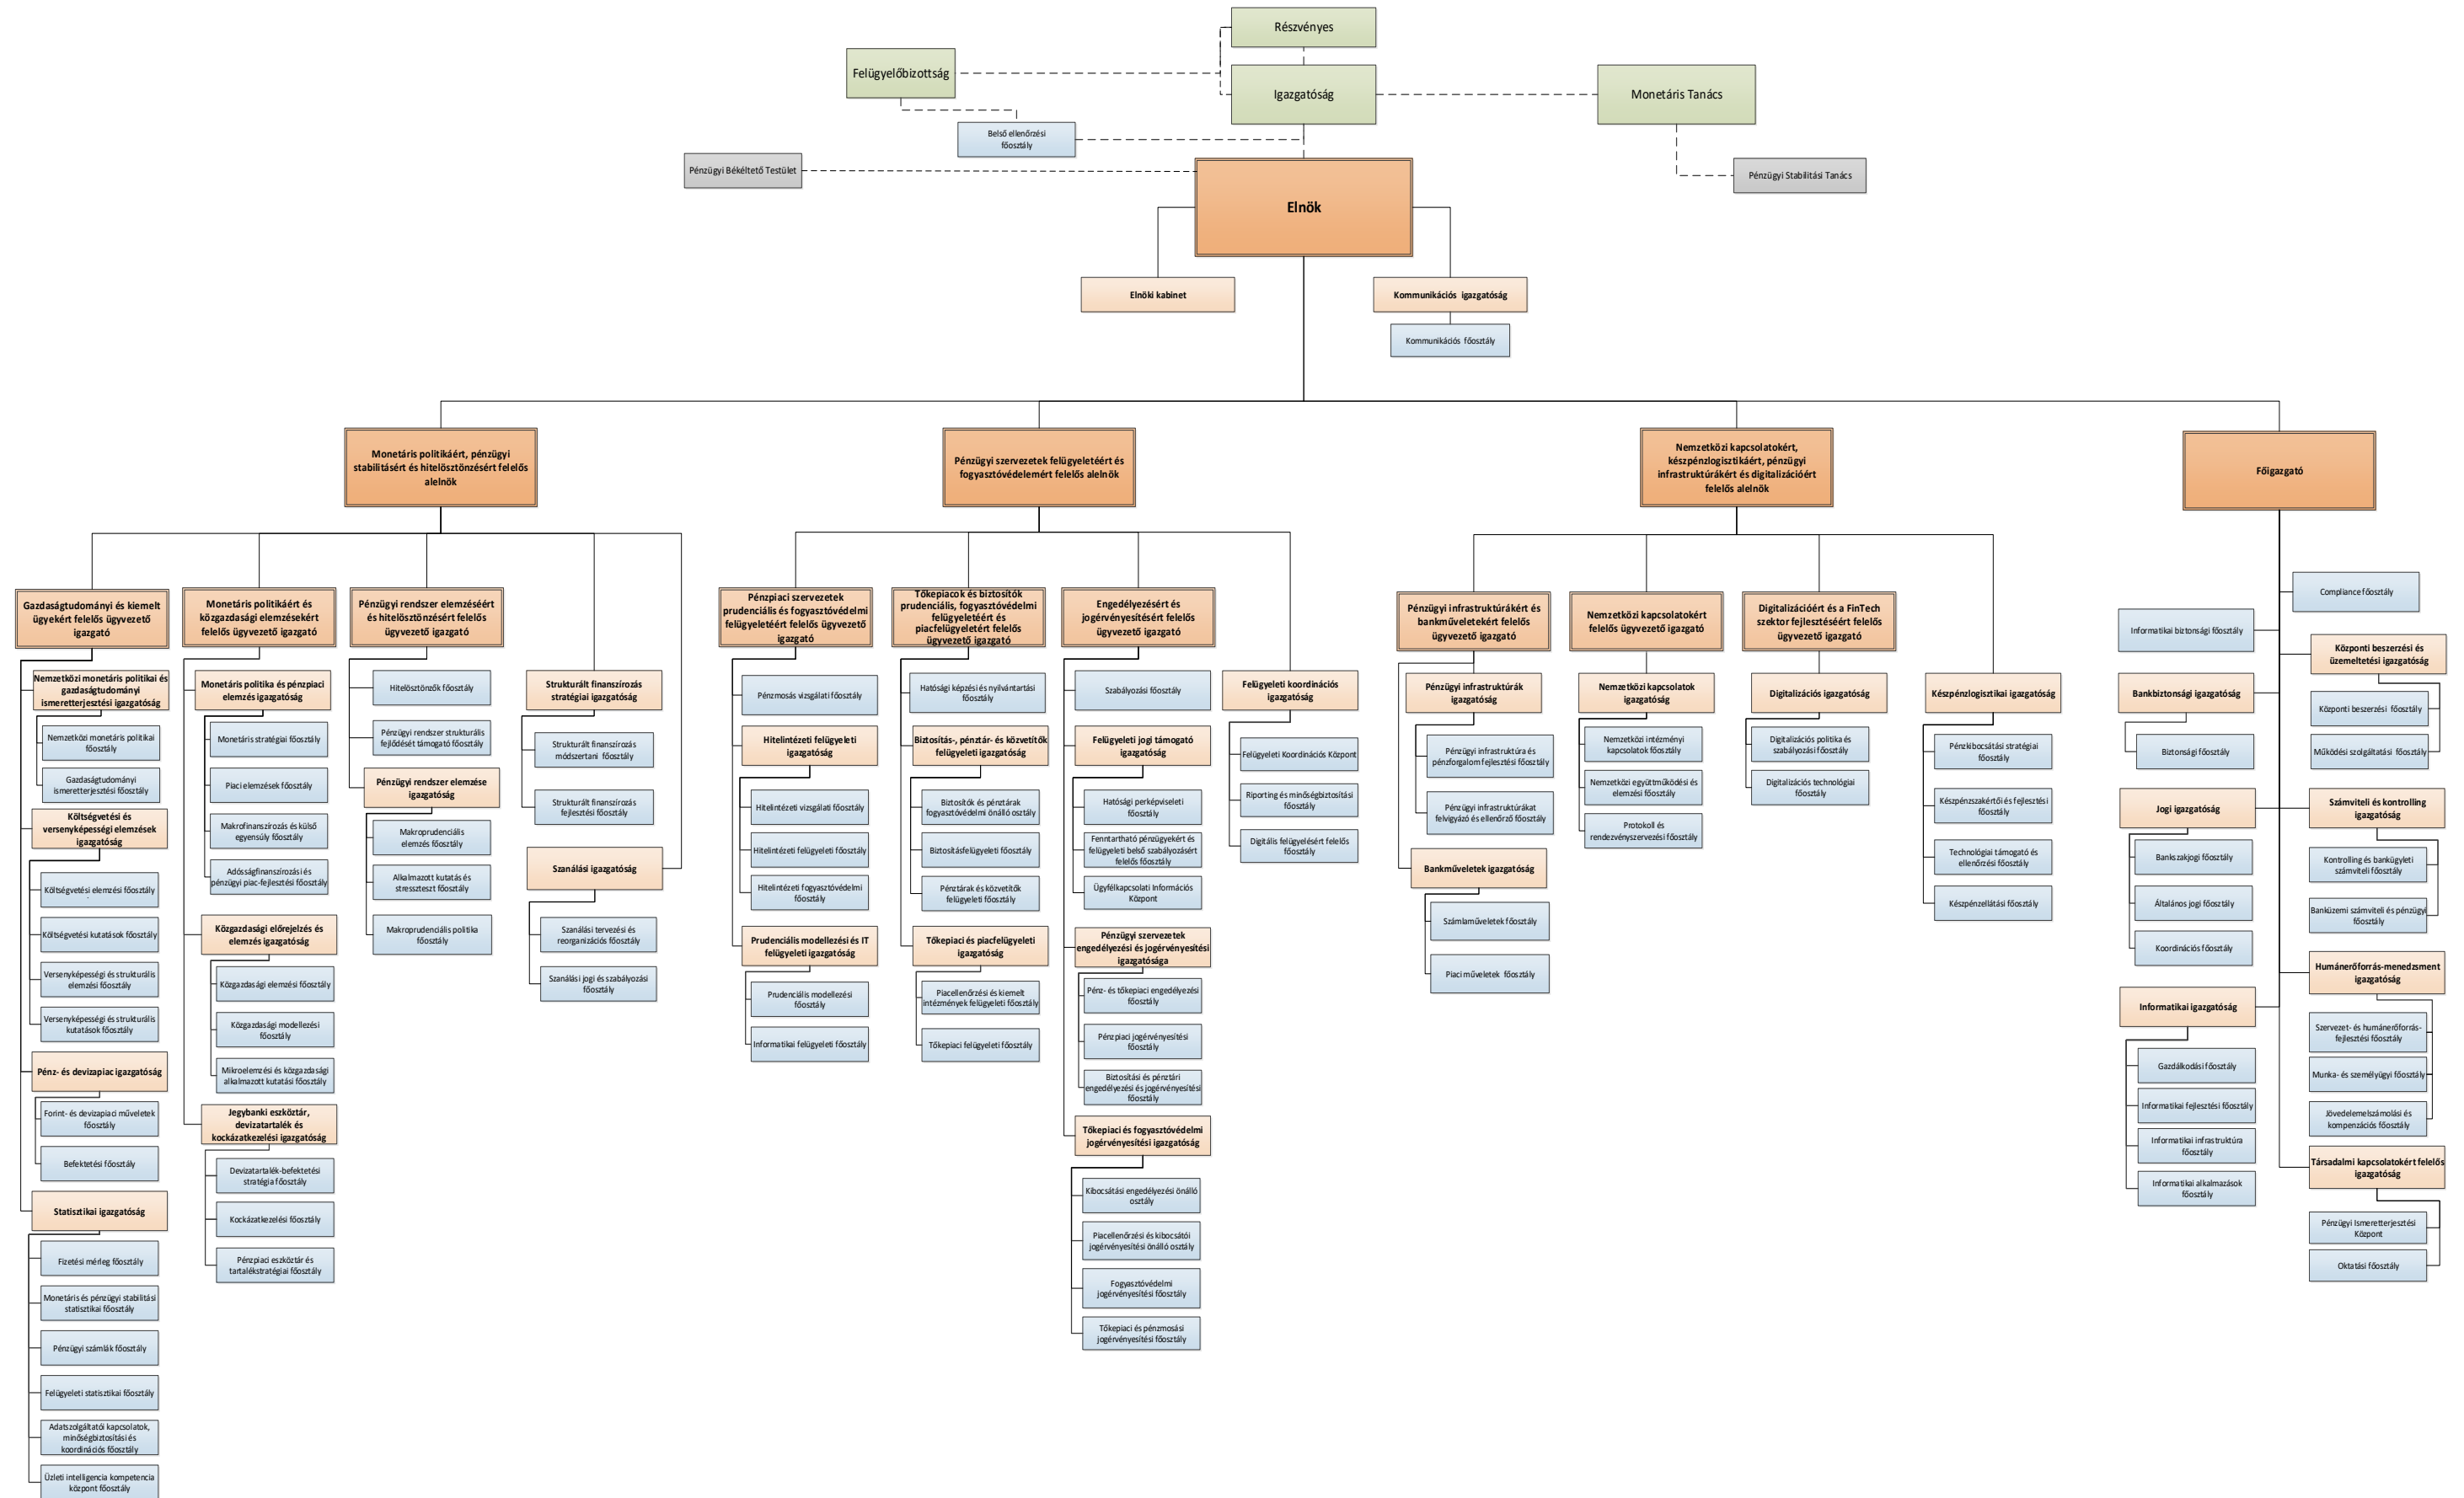 Részvényes
Felügyelőbizottság
Igazgatóság
Monetáris Tanács
Belső ellenőrzési
főosztály
Pénzügyi Békéltető Testület
Pénzügyi Stabilitási Tanács
Elnök
Elnöki kabinet
Kommunikációs igazgatóság
Kommunikációs főosztály
Monetáris politikáért, pénzügyi
stabilitásért és hitelösztönzésért felelős
alelnök
Pénzügyi szervezetek felügyeletéért és
fogyasztóvédelemért felelős alelnök
Nemzetközi kapcsolatokért,
készpénzlogisztikáért, pénzügyi
infrastruktúrákért és digitalizációért
felelős alelnök
Főigazgató
Gazdaságtudományi és kiemelt
ügyekért felelős ügyvezető
igazgató
Nemzetközi monetáris politikai és
gazdaságtudományi
ismeretterjesztési igazgatóság
Nemzetközi monetáris politikai
főosztály
Gazdaságtudományi
ismeretterjesztési főosztály
Költségvetési és
versenyképességi elemzések
igazgatóság
Költségvetési elemzési főosztály
Költségvetési kutatások főosztály
Versenyképességi és strukturális
elemzési főosztály
Versenyképességi és strukturális
kutatások főosztály
Pénz- és devizapiac igazgatóság
Forint- és devizapiaci műveletek
főosztály
Befektetési főosztály
Statisztikai igazgatóság
Fizetési mérleg főosztály
Monetáris és pénzügyi stabilitási
statisztikai főosztály
Pénzügyi számlák főosztály
Felügyeleti statisztikai főosztály
Adatszolgáltatói kapcsolatok,
minőségbiztosítási és
koordinációs főosztály
Üzleti intelligencia kompetencia
központ főosztály
Monetáris politikáért és
közgazdasági elemzésekért
felelős ügyvezető igazgató
Monetáris politika és pénzpiaci
elemzés igazgatóság
Monetáris stratégiai főosztály
Piaci elemzések főosztály
Makrofinanszírozás és külső
egyensúly főosztály
Adósságfinanszírozási és
pénzügyi piac-fejlesztési főosztály
Közgazdasági előrejelzés és
elemzés igazgatóság
Közgazdasági elemzési főosztály
Közgazdasági modellezési
főosztály
Mikroelemzési és közgazdasági
alkalmazott kutatási főosztály
Jegybanki eszköztár,
devizatartalék és
kockázatkezelési igazgatóság
Devizatartalék-befektetési
stratégia főosztály
Kockázatkezelési főosztály
Pénzpiaci eszköztár és
tartalékstratégiai főosztály
Pénzügyi rendszer elemzéséért
és hitelösztönzésért felelős
ügyvezető igazgató
Hitelösztönzők főosztály
Pénzügyi rendszer strukturális
fejlődését támogató főosztály
Pénzügyi rendszer elemzése
igazgatóság
Makroprudenciális
elemzés főosztály
Alkalmazott kutatás és
stresszteszt főosztály
Makroprudenciális politika
főosztály
Strukturált finanszírozás
stratégiai igazgatóság
Strukturált finanszírozás
módszertani főosztály
Strukturált finanszírozás
fejlesztési főosztály
Szanálási igazgatóság
Szanálási tervezési és
reorganizációs főosztály
Szanálási jogi és szabályozási
főosztály
Pénzpiaci szervezetek
prudenciális és fogyasztóvédelmi
felügyeletéért felelős ügyvezető
igazgató
Pénzmosás vizsgálati főosztály
Hitelintézeti felügyeleti
igazgatóság
Hitelintézeti vizsgálati főosztály
Hitelintézeti felügyeleti főosztály
Hitelintézeti fogyasztóvédelmi
főosztály
Prudenciális modellezési és IT
felügyeleti igazgatóság
Prudenciális modellezési
főosztály
Informatikai felügyeleti főosztály
Tőkepiacok és biztosítók
prudenciális, fogyasztóvédelmi
felügyeletéért és
piacfelügyeletért felelős
ügyvezető igazgató
Hatósági képzési és nyilvántartási
főosztály
Biztosítás-, pénztár- és közvetítők
felügyeleti igazgatóság
Biztosítók és pénztárak
fogyasztóvédelmi önálló osztály
Biztosításfelügyeleti főosztály
Pénztárak és közvetítők
felügyeleti főosztály
Tőkepiaci és piacfelügyeleti
igazgatóság
Piacellenőrzési és kiemelt
intézmények felügyeleti főosztály
Tőkepiaci felügyeleti főosztály
Engedélyezésért és
jogérvényesítésért felelős
ügyvezető igazgató
Szabályozási főosztály
Felügyeleti jogi támogató
igazgatóság
Hatósági perképviseleti
főosztály
Fenntartható pénzügyekért és
felügyeleti belső szabályozásért
felelős főosztály
Ügyfélkapcsolati Információs
Központ
Pénzügyi szervezetek
engedélyezési és jogérvényesítési
igazgatósága
Pénz- és tőkepiaci engedélyezési
főosztály
Pénzpiaci jogérvényesítési
főosztály
Biztosítási és pénztári
engedélyezési és jogérvényesítési
főosztály
Tőkepiaci és fogyasztóvédelmi
jogérvényesítési igazgatóság
Kibocsátási engedélyezési önálló
osztály
Piacellenőrzési és kibocsátói
jogérvényesítési önálló osztály
Fogyasztóvédelmi
jogérvényesítési főosztály
Tőkepiaci és pénzmosási
jogérvényesítési főosztály
Felügyeleti koordinációs
igazgatóság
Felügyeleti Koordinációs Központ
Riporting és minőségbiztosítási
főosztály
Digitális felügyelésért felelős
főosztály
Pénzügyi infrastruktúrákért és
bankműveletekért felelős
ügyvezető igazgató
Pénzügyi infrastruktúrák
igazgatóság
Pénzügyi infrastruktúra és
pénzforgalom fejlesztési főosztály
Pénzügyi infrastruktúrákat
felvigyázó és ellenőrző főosztály
Bankműveletek igazgatóság
Számlaműveletek főosztály
Piaci műveletek főosztály
Nemzetközi kapcsolatokért
felelős ügyvezető igazgató
Nemzetközi kapcsolatok
igazgatóság
Nemzetközi intézményi
kapcsolatok főosztály
Nemzetközi együttműködési és
elemzési főosztály
Protokoll és
rendezvényszervezési főosztály
Digitalizációért és a FinTech
szektor fejlesztéséért felelős
ügyvezető igazgató
Digitalizációs igazgatóság
Digitalizációs politika és
szabályozási főosztály
Digitalizációs technológiai
főosztály
Készpénzlogisztikai igazgatóság
Pénzkibocsátási stratégiai
főosztály
Készpénzszakértői és fejlesztési
főosztály
Technológiai támogató és
ellenőrzési főosztály
Készpénzellátási főosztály
Compliance főosztály
Informatikai biztonsági főosztály
Központi beszerzési és
üzemeltetési igazgatóság
Központi beszerzési főosztály
Működési szolgáltatási főosztály
Bankbiztonsági igazgatóság
Biztonsági főosztály
Jogi igazgatóság
Bankszakjogi főosztály
Általános jogi főosztály
Koordinációs főosztály
Számviteli és kontrolling
igazgatóság
Kontrolling és bankügyleti
számviteli főosztály
Banküzemi számviteli és pénzügyi
főosztály
Humánerőforrás-menedzsment
igazgatóság
Szervezet- és humánerőforrás-
fejlesztési főosztály
Munka- és személyügyi főosztály
Jövedelemelszámolási és
kompenzációs főosztály
Informatikai igazgatóság
Gazdálkodási főosztály
Informatikai fejlesztési főosztály
Informatikai infrastruktúra
főosztály
Informatikai alkalmazások
főosztály
Társadalmi kapcsolatokért felelős
igazgatóság
Pénzügyi Ismeretterjesztési
Központ
Oktatási főosztály